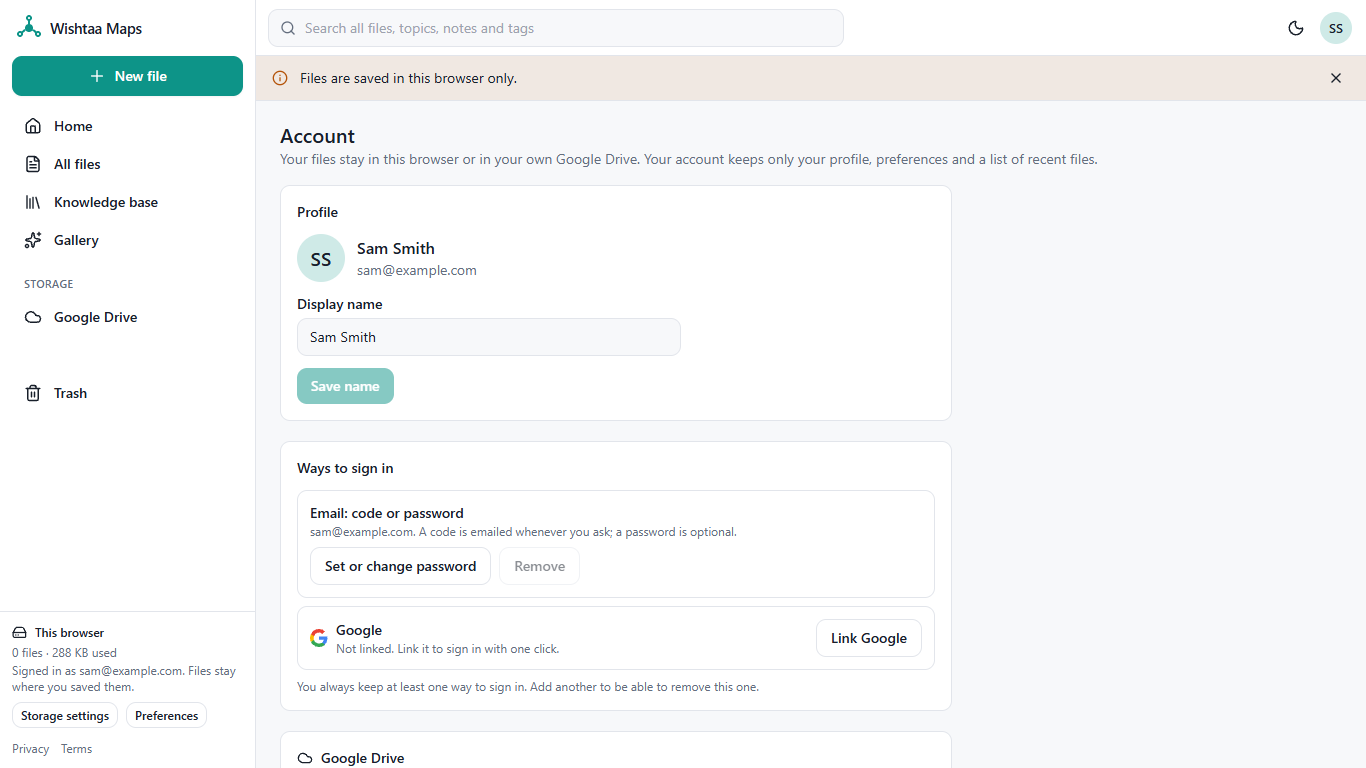 Wishtaa Maps
Search all files, topics, notes and tags
SS
New file
Files are saved in this browser only.
Home
All files
Knowledge base
Gallery
STORAGE
Google Drive
Trash
Account
Your files stay in this browser or in your own Google Drive. Your account keeps only your profile, preferences and a list of recent files.
Profile
SS
Sam Smith
sam@example.com
Display name
Sam Smith
Save name
Ways to sign in
Email: code or password
sam@example.com. A code is emailed whenever you ask; a password is optional.
Set or change password
Remove
Google
Not linked. Link it to sign in with one click.
Link Google
You always keep at least one way to sign in. Add another to be able to remove this one.
Google Drive
This browser
0 files · 288 KB used
Signed in as sam@example.com. Files stay
where you saved them.
Storage settings
Preferences
Privacy
Terms